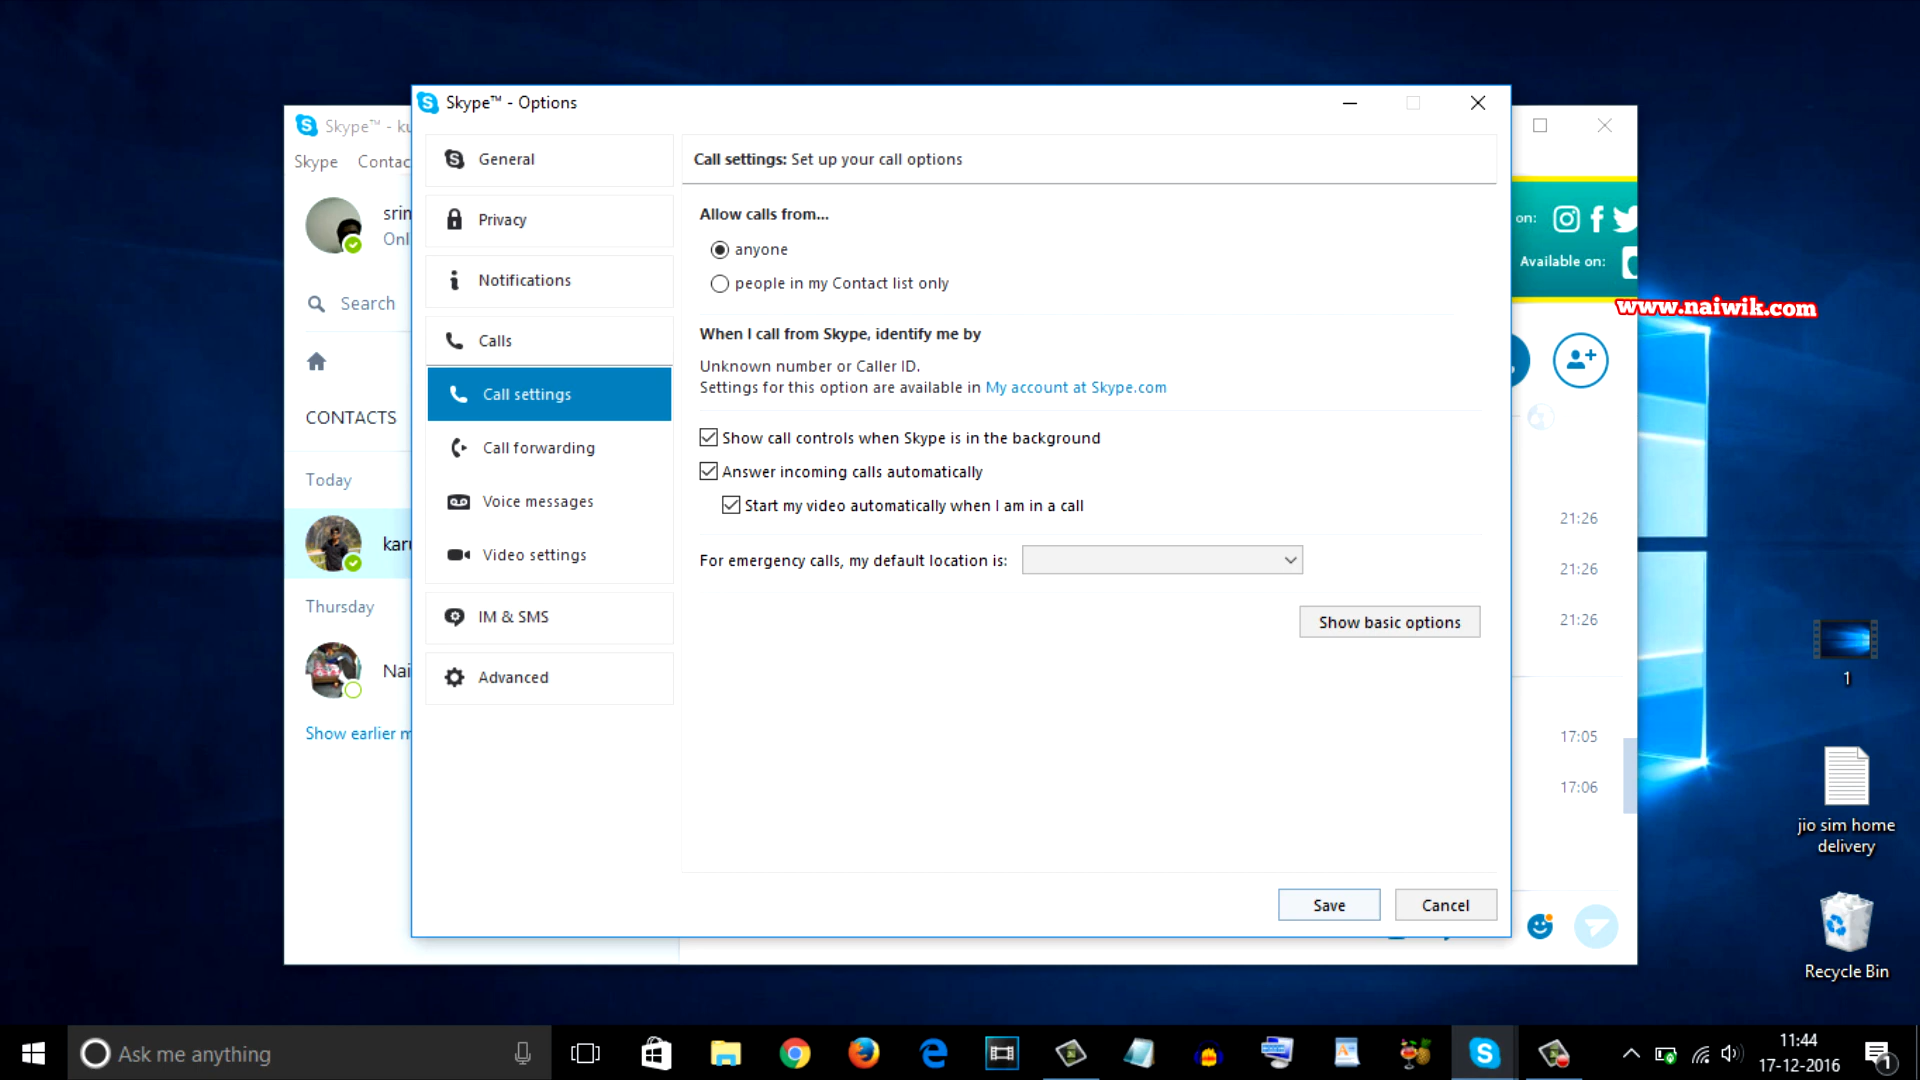 Skype™ - Options
Skype™ - ku
Skype Contac
srin
Onl
Search
CONTACTS
Today
karu
Thursday
Nai
Show earlier m
General
Privacy
Notifications
Calls
Call settings
Call forwarding
Voice messages
Video settings
IM & SMS
Advanced
Call settings: Set up your call options
Allow calls from...
anyone
people in my Contact list only
When I call from Skype, identify me by
Unknown number or Caller ID.
Settings for this option are available in My account at Skype.com
Show call controls when Skype is in the background
Answer incoming calls automatically
Start my video automatically when I am in a call
For emergency calls, my default location is:
Show basic options
Save Cancel
on:
Available on:
www.naiwik.com
21:26
21:26
21:26
17:05
17:06
1
jio sim home
delivery
Recycle Bin
Ask me anything
11:44
17-12-2016
1